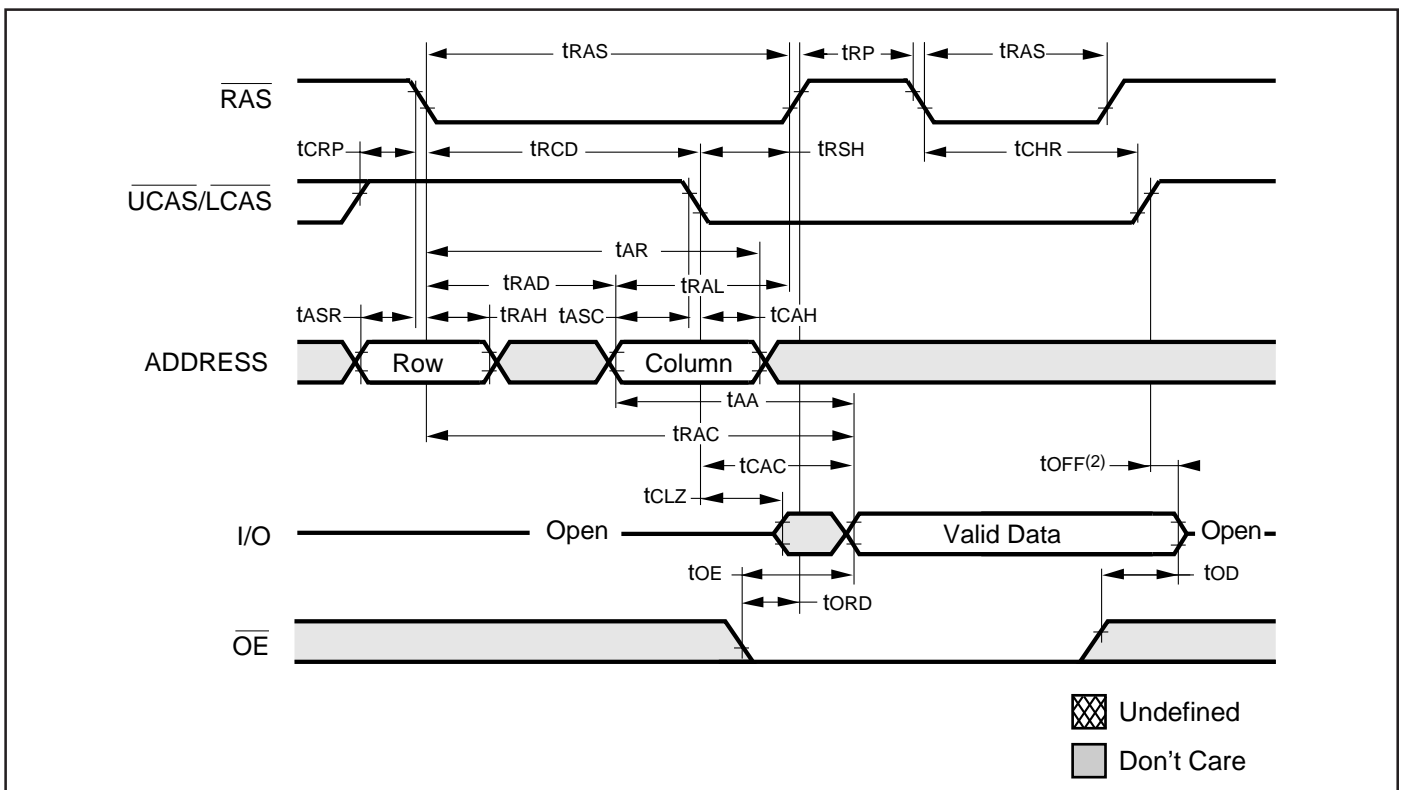 tRAS tRP tRAS
RAS
tCRP tRCD tRSH tCHR
UCAS/LCAS
tAR
tRAD tRAL
tASR tRAH tASC tCAH
ADDRESS Row Column
tAA
tRAC
tCAC tOFF(2)
tCLZ
I/O Open Valid Data Open
tOE tOD
tORD
OE
Undefined
Don't Care